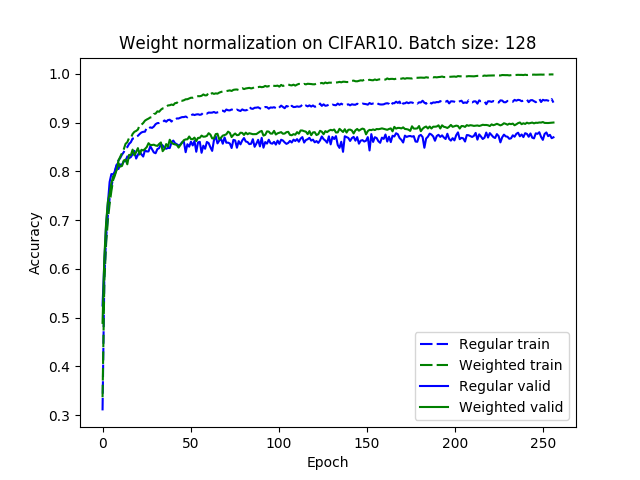 Weight normalization on CIFAR10. Batch size: 128
1.0
0.9
0.8
0.7
0.6
0.5
0.4
0.3
Accuracy
Regular train
Weighted train
Regular valid
Weighted valid
0 50 100 150 200 250
Epoch